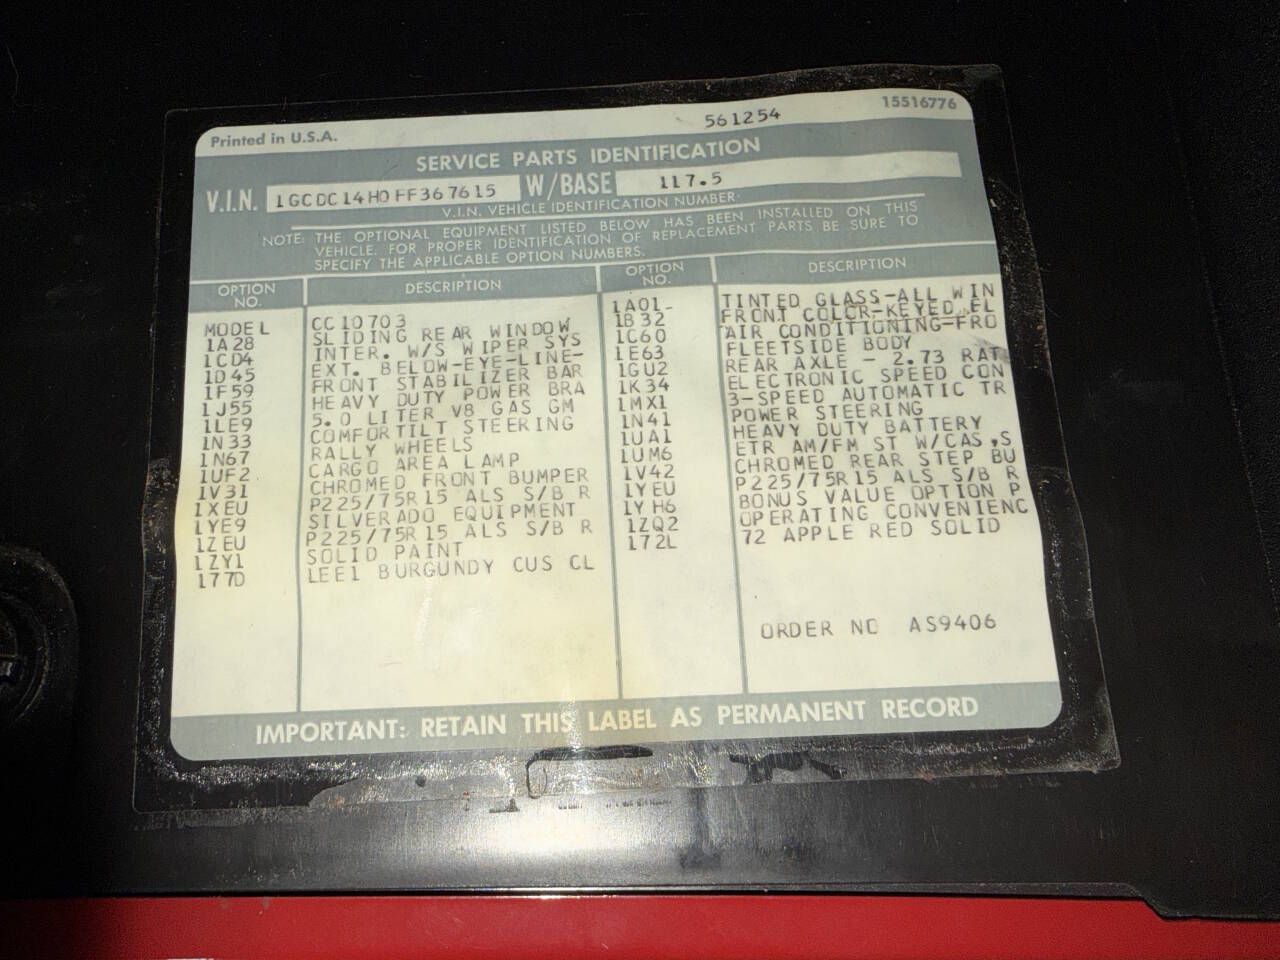 Printed in U.S.A.
561254
15516776
SERVICE PARTS IDENTIFICATION
V.I.N. 1GCDC14H0FF367615 W/BASE 117.5
V.I.N. VEHICLE IDENTIFICATION NUMBER
NOTE: THE OPTIONAL EQUIPMENT LISTED BELOW HAS BEEN INSTALLED ON THIS
VEHICLE. FOR PROPER IDENTIFICATION OF REPLACEMENT PARTS BE SURE TO
SPECIFY THE APPLICABLE OPTION NUMBERS.
OPTION NO. DESCRIPTION
MODEL CC10703
1A28 SLIDING REAR WINDOW
1CD4 INTER. W/S WIPER SYS
1D45 EXT. BELOW-EYE-LINE-
1F59 FRONT STABILIZER BAR
1J55 HEAVY DUTY POWER BRA
1LE9 5.0 LITER V8 GAS GM
1N33 COMFORTILT STEERING
1N67 RALLY WHEELS
1UF2 CARGO AREA LAMP
1V31 CHROMED FRONT BUMPER
1XEU P225/75R15 ALS S/B R
1YE9 SILVERADO EQUIPMENT
1ZEU P225/75R15 ALS S/B R
1ZY1 SOLID PAINT
177D LEE1 BURGUNDY CUS CL
OPTION NO. DESCRIPTION
1A01 TINTED GLASS-ALL WIN
1B32 FRONT COLOR-KEYED FL
1C60 AIR CONDITIONING-FRO
1E63 FLEETSIDE BODY
1GU2 REAR AXLE - 2.73 RAT
1K34 ELECTRONIC SPEED CON
1MX1 3-SPEED AUTOMATIC TR
1N41 POWER STEERING
1UA1 HEAVY DUTY BATTERY
1UM6 ETR AM/FM ST W/CAS,S
1V42 CHROMED REAR STEP BU
1YEU P225/75R15 ALS S/B R
1YH6 BONUS VALUE OPTION P
1ZQ2 OPERATING CONVENIENC
172L 72 APPLE RED SOLID
ORDER NO AS9406
IMPORTANT: RETAIN THIS LABEL AS PERMANENT RECORD